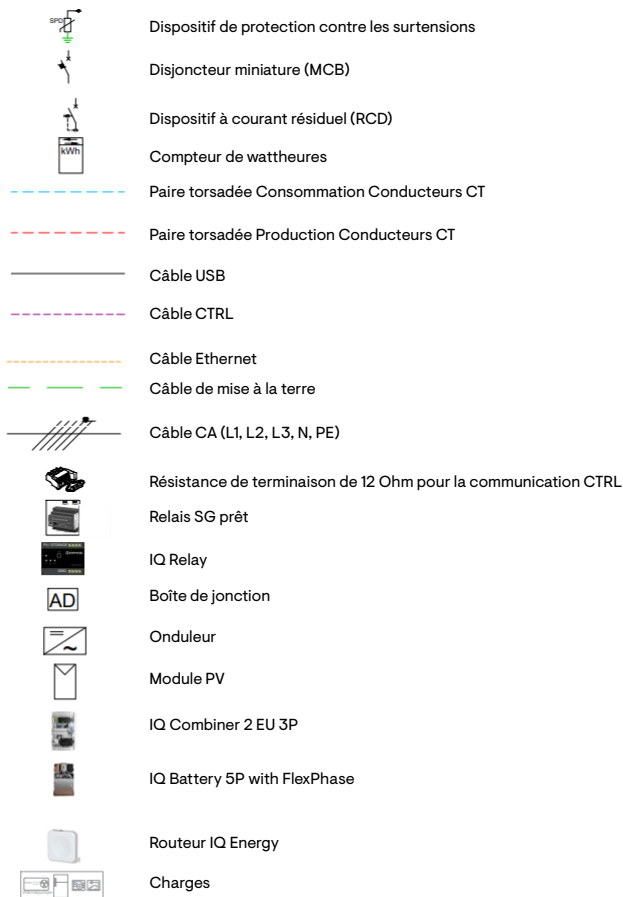 SPD
Dispositif de protection contre les surtensions
Disjoncteur miniature (MCB)
Dispositif à courant résiduel (RCD)
kWh
Compteur de wattheures
Paire torsadée Consommation Conducteurs CT
Paire torsadée Production Conducteurs CT
Câble USB
Câble CTRL
Câble Ethernet
Câble de mise à la terre
Câble CA (L1, L2, L3, N, PE)
Résistance de terminaison de 12 Ohm pour la communication CTRL
Relais SG prêt
IQ Relay
AD
Boîte de jonction
Onduleur
Module PV
IQ Combiner 2 EU 3P
IQ Battery 5P with FlexPhase
Routeur IQ Energy
Charges